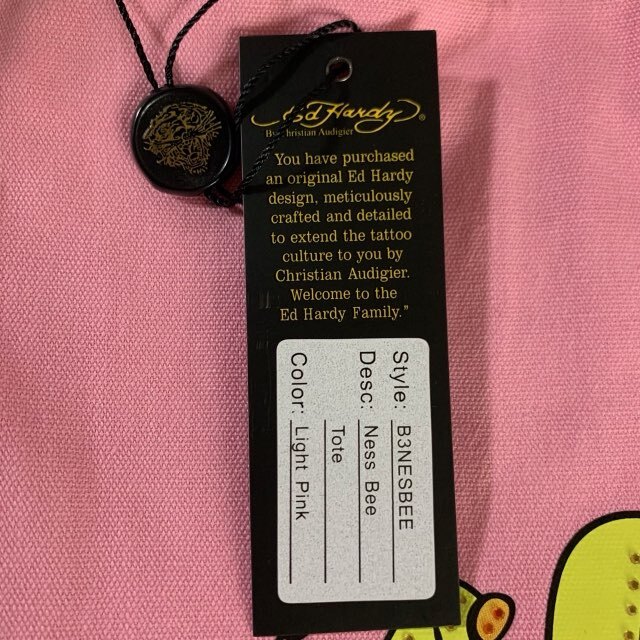 Ed Hardy®
By Christian Audigier
"You have purchased
an original Ed Hardy
design, meticulously
crafted and detailed
to extend the tattoo
culture to you by
Christian Audigier.
Welcome to the
Ed Hardy Family."
Style: B3NESBEE
Desc: Ness Bee
Tote
Color: Light Pink